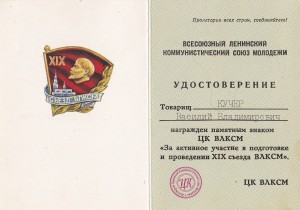 XIX
Пролетарии всех стран, соединяйтесь!
ВСЕСОЮЗНЫЙ ЛЕНИНСКИЙ
КОММУНИСТИЧЕСКИЙ СОЮЗ МОЛОДЕЖИ
УДОСТОВЕРЕНИЕ
Товарищ КУЧЕР
Василий Владимирович
награжден памятным знаком
ЦК ВЛКСМ
«За активное участие в подготовке
и проведении XIX съезда ВЛКСМ».
ЦК
ЦК ВЛКСМ